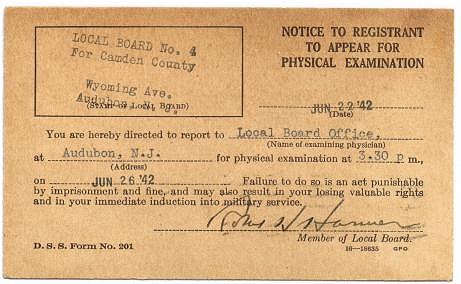 LOCAL BOARD No. 4
For Camden County
Wyoming Ave.
Audubon, N. J.
(STAMP OF LOCAL BOARD)
NOTICE TO REGISTRANT
TO APPEAR FOR
PHYSICAL EXAMINATION
JUN 22 '42
(Date)
You are hereby directed to report to Local Board Office,
(Name of examining physician)
at Audubon, N.J. for physical examination at 3.30 p m.,
(Address)
on JUN 26 '42 Failure to do so is an act punishable
by imprisonment and fine, and may also result in your losing valuable rights
and in your immediate induction into military service.
Member of Local Board.
D. S. S. Form No. 201
16—18635 GPO